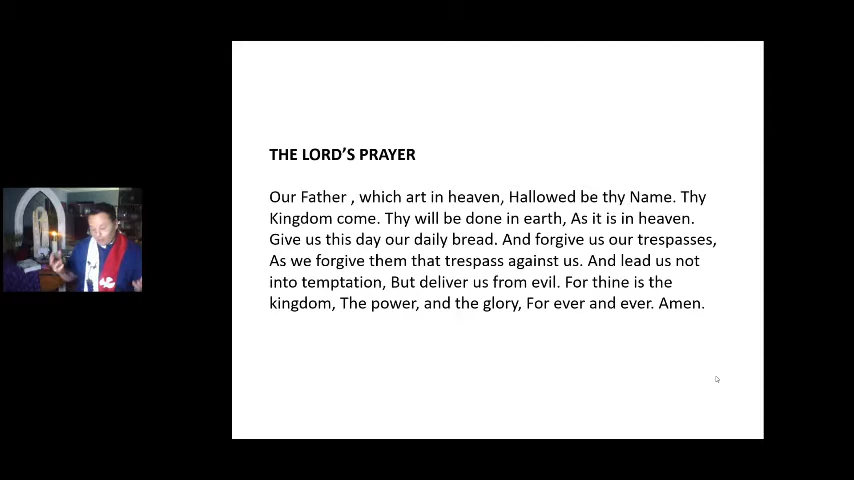 THE LORD'S PRAYER
Our Father , which art in heaven, Hallowed be thy Name. Thy
Kingdom come. Thy will be done in earth, As it is in heaven.
Give us this day our daily bread. And forgive us our trespasses,
As we forgive them that trespass against us. And lead us not
into temptation, But deliver us from evil. For thine is the
kingdom, The power, and the glory, For ever and ever. Amen.